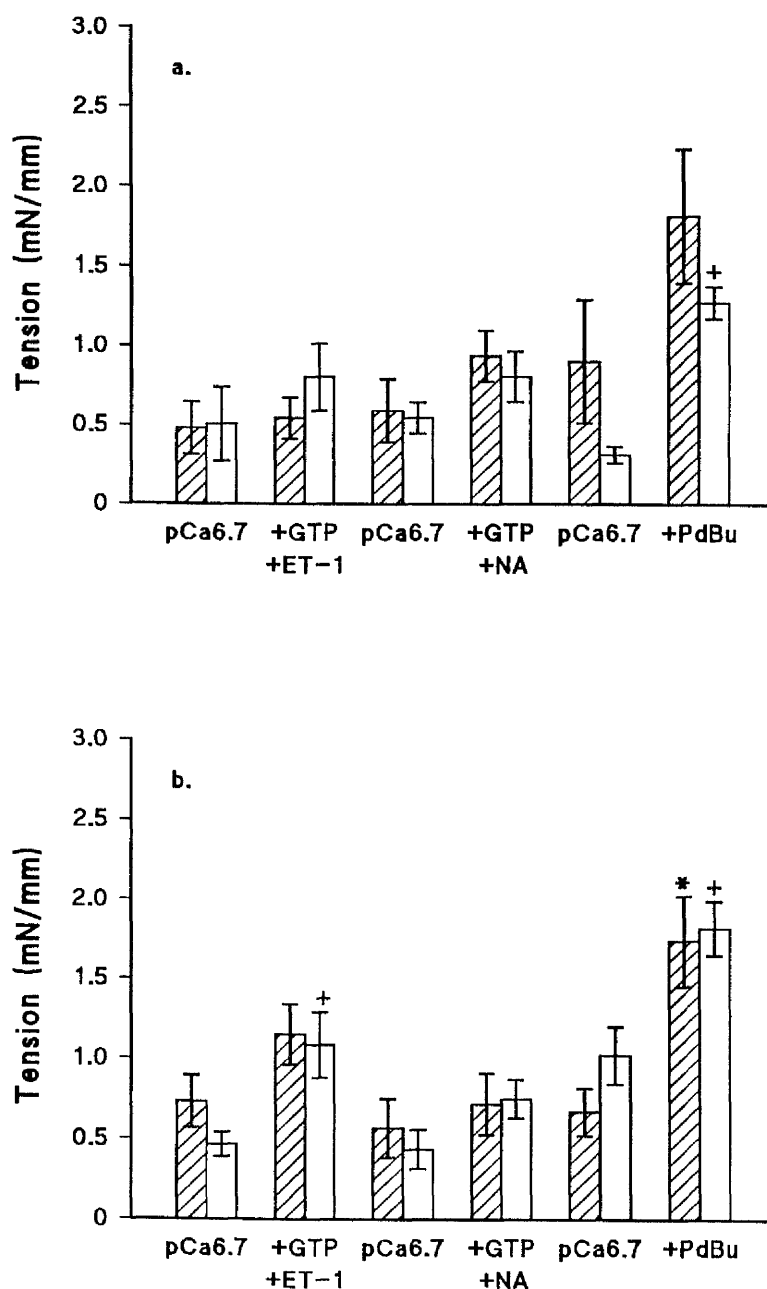 a.
Tension (mN/mm)
3.0
2.5
2.0
1.5
1.0
0.5
0
+
pCa6.7 +GTP pCa6.7 +GTP pCa6.7 +PdBu
+ET-1 +NA
b.
Tension (mN/mm)
3.0
2.5
2.0
1.5
1.0
0.5
0
+
* +
pCa6.7 +GTP pCa6.7 +GTP pCa6.7 +PdBu
+ET-1 +NA